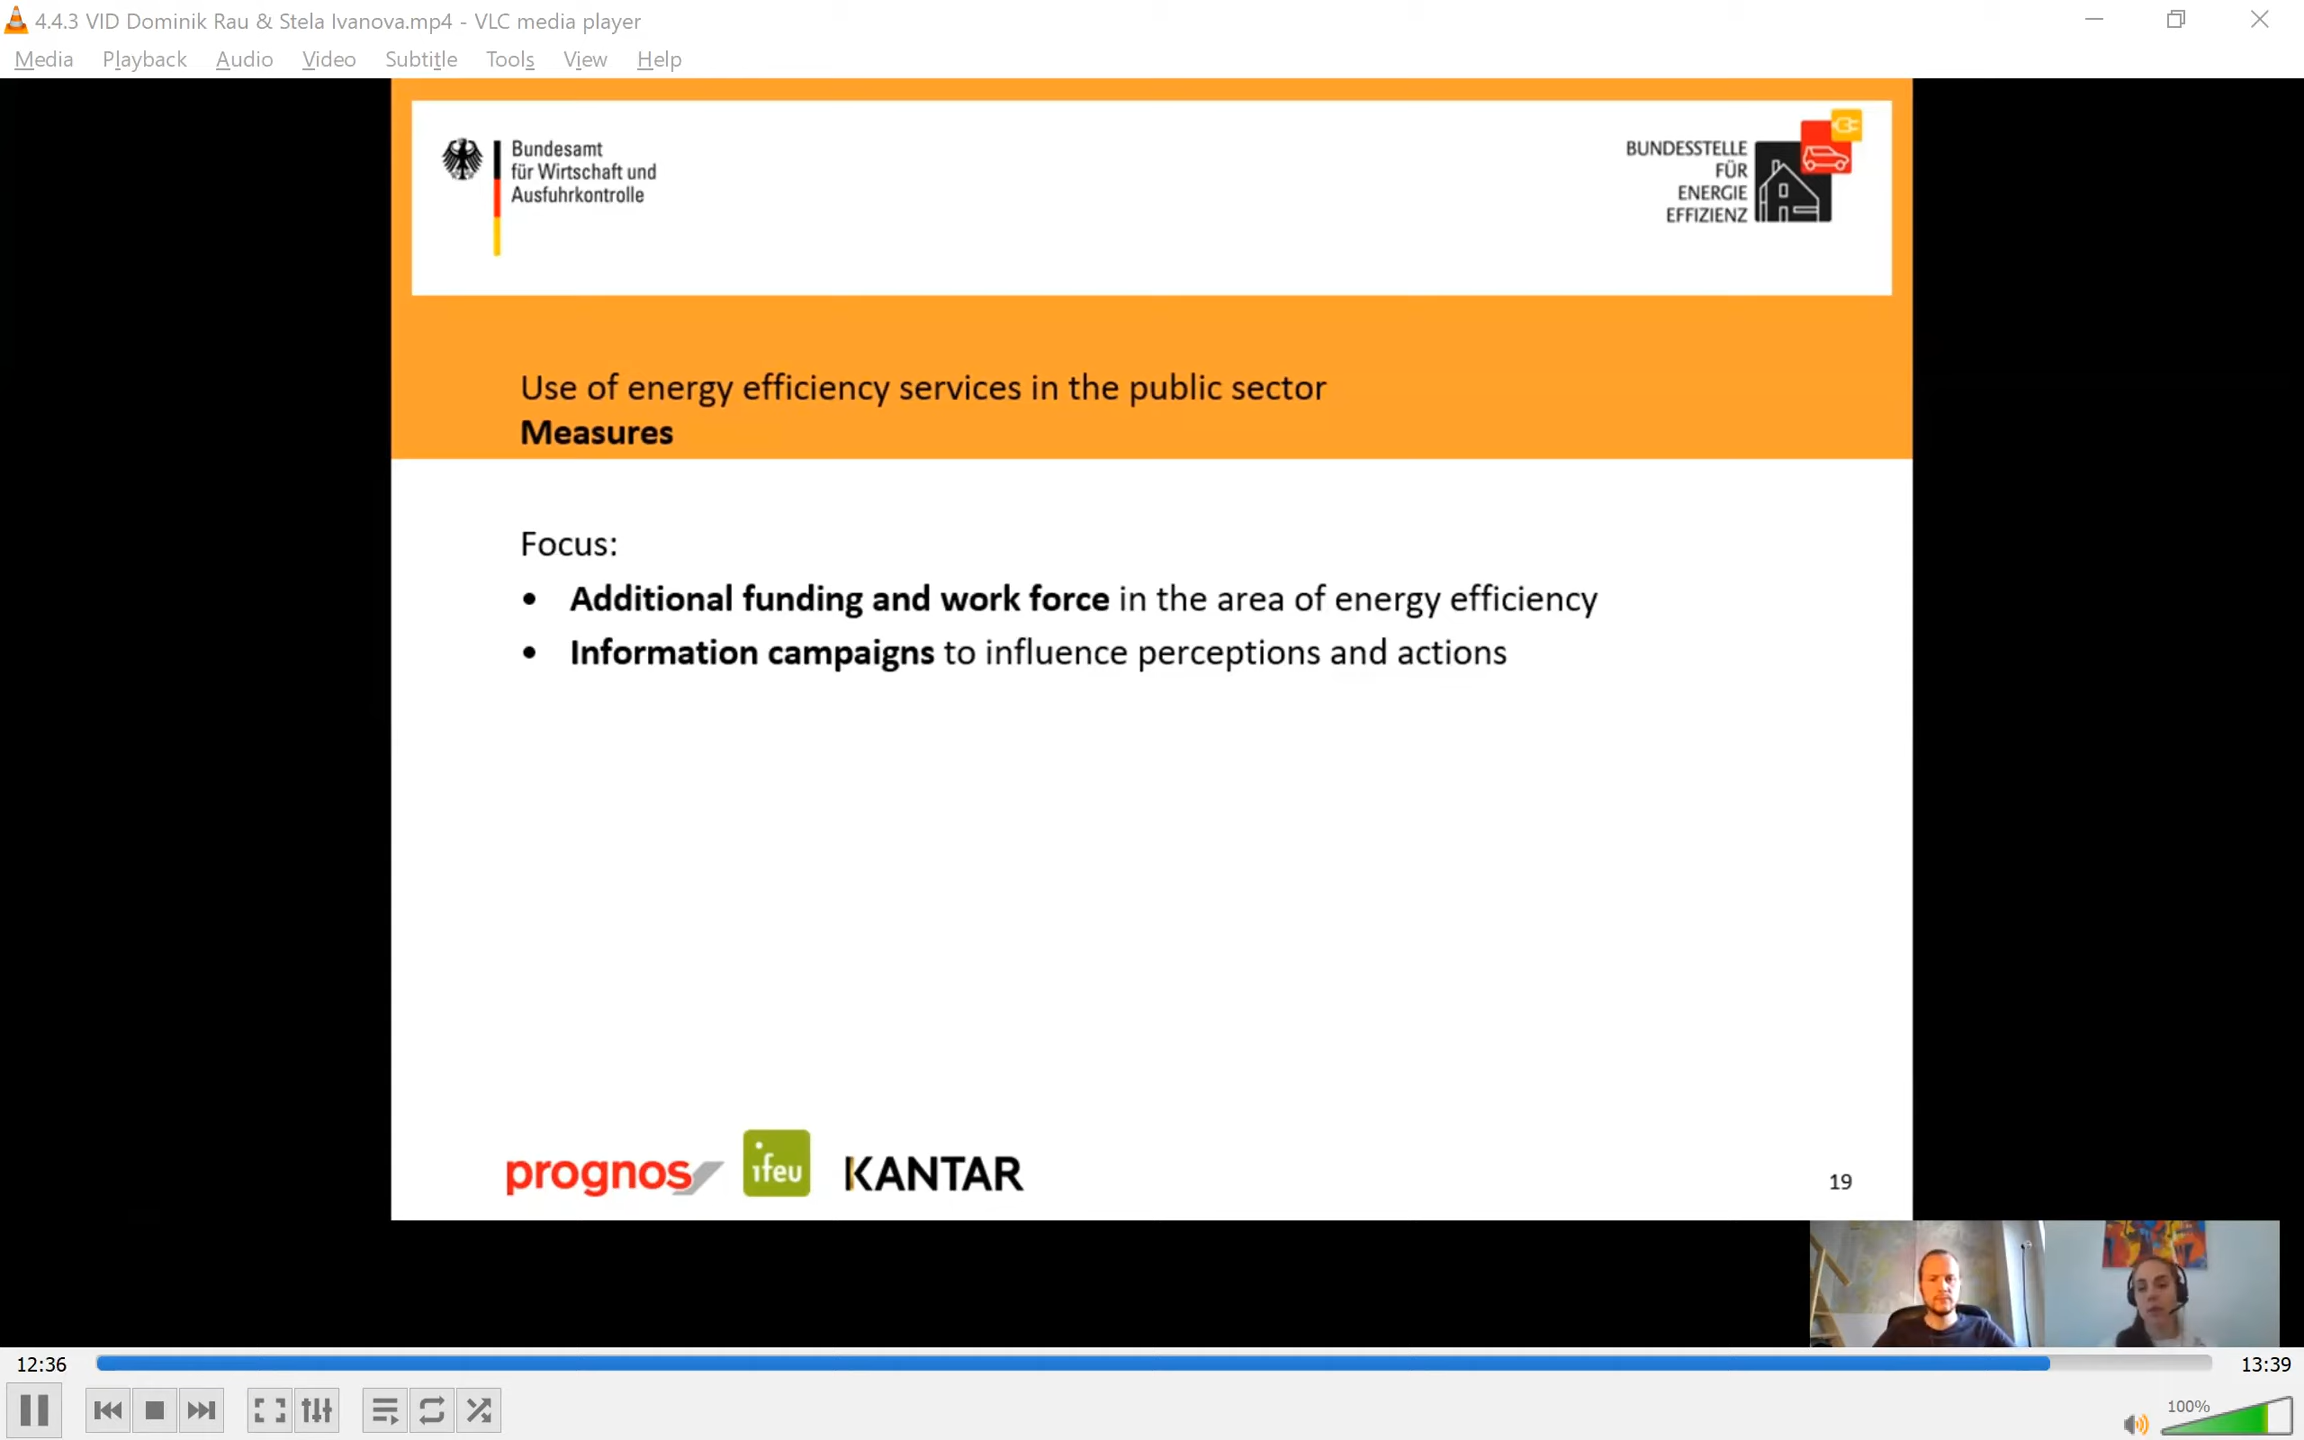 4.4.3 VID Dominik Rau & Stela Ivanova.mp4 - VLC media player
Media Playback Audio Video Subtitle Tools View Help
Bundesamt
für Wirtschaft und
Ausfuhrkontrolle
BUNDESSTELLE
FÜR
ENERGIE
EFFIZIENZ
Use of energy efficiency services in the public sector
Measures
Focus:
• Additional funding and work force in the area of energy efficiency
• Information campaigns to influence perceptions and actions
prognos ifeu KANTAR
19
12:36 13:39
100%